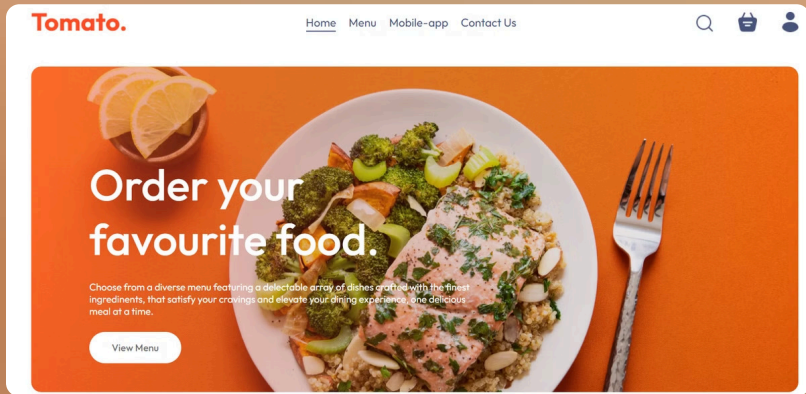 Tomato.
Home Menu Mobile-app Contact Us
Order your
favourite food.
Choose from a diverse menu featuring a delectable array of dishes crafted with the finest
ingredinents, that satisfy your cravings and elevate your dining experience, one delicious
meal at a time.
View Menu